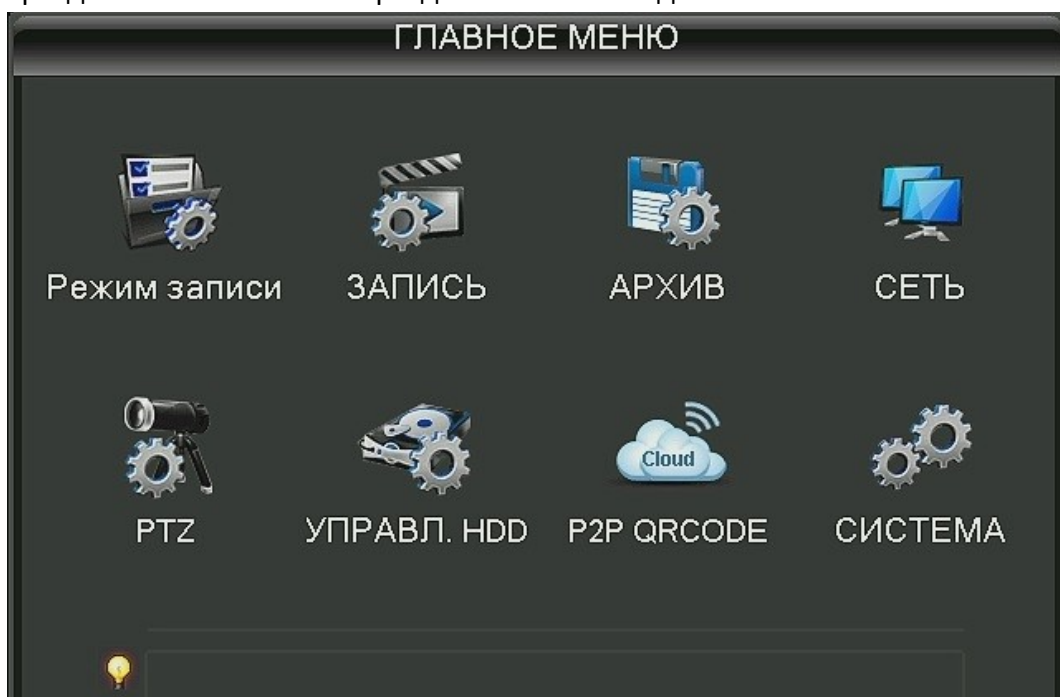 ГЛАВНОЕ МЕНЮ
Режим записи ЗАПИСЬ АРХИВ СЕТЬ
Cloud
PTZ УПРАВЛ. HDD P2P QRCODE СИСТЕМА